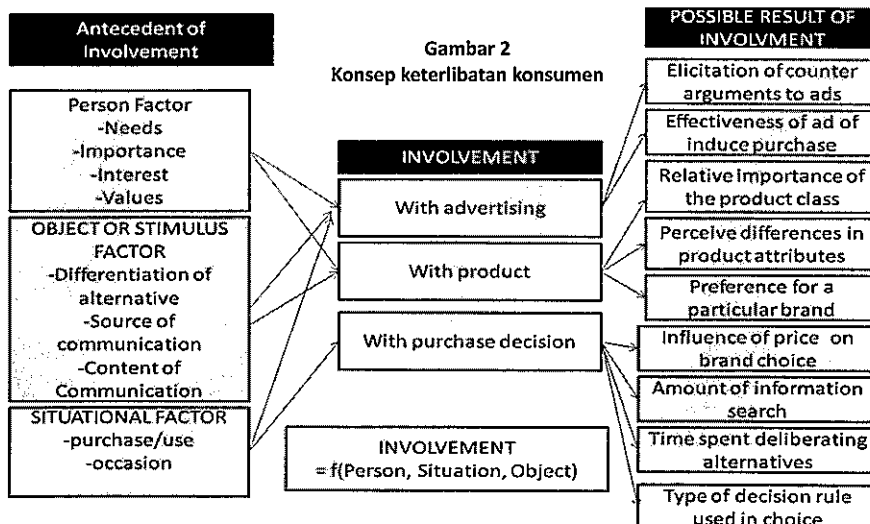 Antecedent of
Involvement
Person Factor
-Needs
-Importance
-Interest
-Values
OBJECT OR STIMULUS
FACTOR
-Differentiation of
alternative
-Source of
communication
-Content of
Communication
SITUATIONAL FACTOR
-purchase/use
-occasion
Gambar 2
Konsep keterlibatan konsumen
INVOLVEMENT
With advertising
With product
With purchase decision
INVOLVEMENT
= f(Person, Situation, Object)
POSSIBLE RESULT OF
INVOLVMENT
Elicitation of counter
arguments to ads
Effectiveness of ad of
induce purchase
Relative Importance of
the product class
Perceive differences in
product attributes
Preference for a
particular brand
Influence of price on
brand choice
Amount of information
search
Time spent deliberating
alternatives
Type of decision rule
used in choice